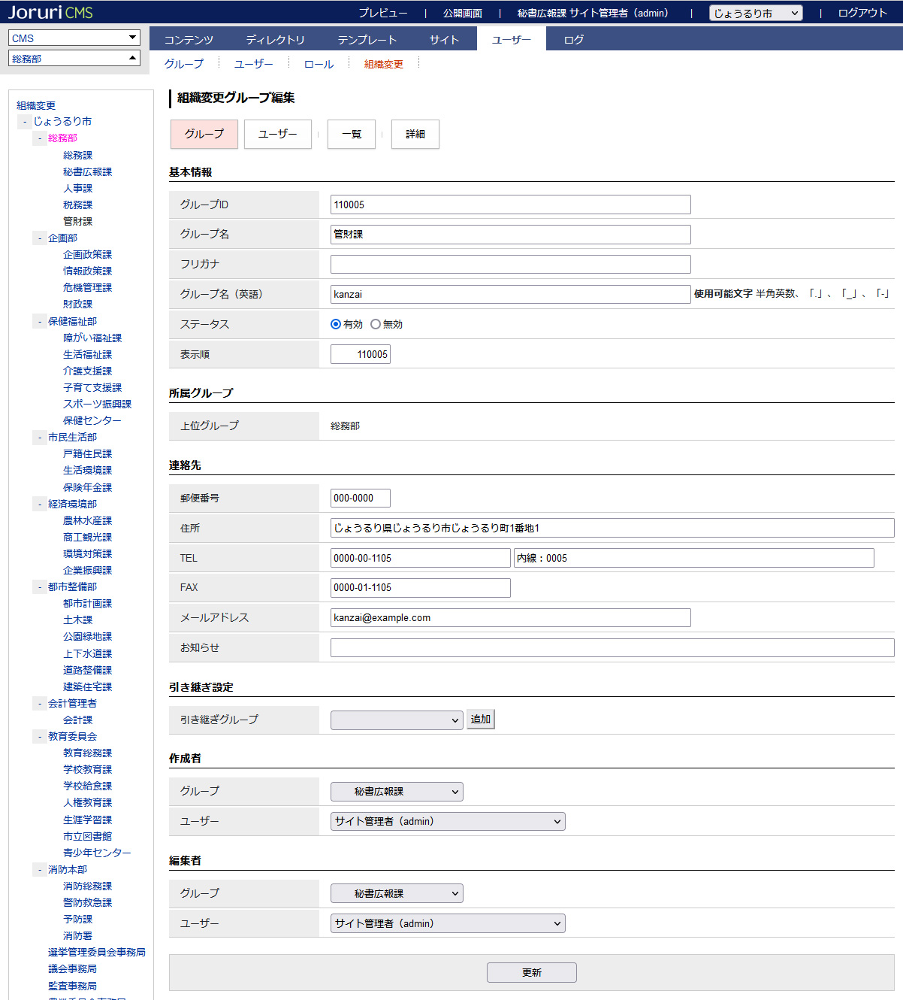 Joruri CMS
プレビュー | 公開画面 | 秘書広報課 サイト管理者（admin） | じょうるり市 | ログアウト
CMS
総務部
コンテンツ ディレクトリ テンプレート サイト ユーザー ログ
グループ ユーザー ロール 組織変更
組織変更
- じょうるり市
- 総務部
総務課
秘書広報課
人事課
税務課
管財課
- 企画部
企画政策課
情報政策課
危機管理課
財政課
- 保健福祉部
障がい福祉課
生活福祉課
介護支援課
子育て支援課
スポーツ振興課
保健センター
- 市民生活部
戸籍住民課
生活環境課
保険年金課
- 経済環境部
農林水産課
商工観光課
環境対策課
企業振興課
- 都市整備部
都市計画課
土木課
公園緑地課
上下水道課
道路整備課
建築住宅課
- 会計管理者
会計課
- 教育委員会
教育総務課
学校教育課
学校給食課
人権教育課
生涯学習課
市立図書館
青少年センター
- 消防本部
消防総務課
警防救急課
予防課
消防署
選挙管理委員会事務局
議会事務局
監査事務局
組織変更グループ編集
グループ ユーザー 一覧 詳細
基本情報
グループID 110005
グループ名 管財課
フリガナ
グループ名（英語） kanzai 使用可能文字 半角英数、「.」、「_」、「-」
ステータス 有効 無効
表示順 110005
所属グループ
上位グループ 総務部
連絡先
郵便番号 000-0000
住所 じょうるり県じょうるり市じょうるり町1番地1
TEL 0000-00-1105 内線：0005
FAX 0000-01-1105
メールアドレス kanzai@example.com
お知らせ
引き継ぎ設定
引き継ぎグループ 追加
作成者
グループ 秘書広報課
ユーザー サイト管理者（admin）
編集者
グループ 秘書広報課
ユーザー サイト管理者（admin）
更新